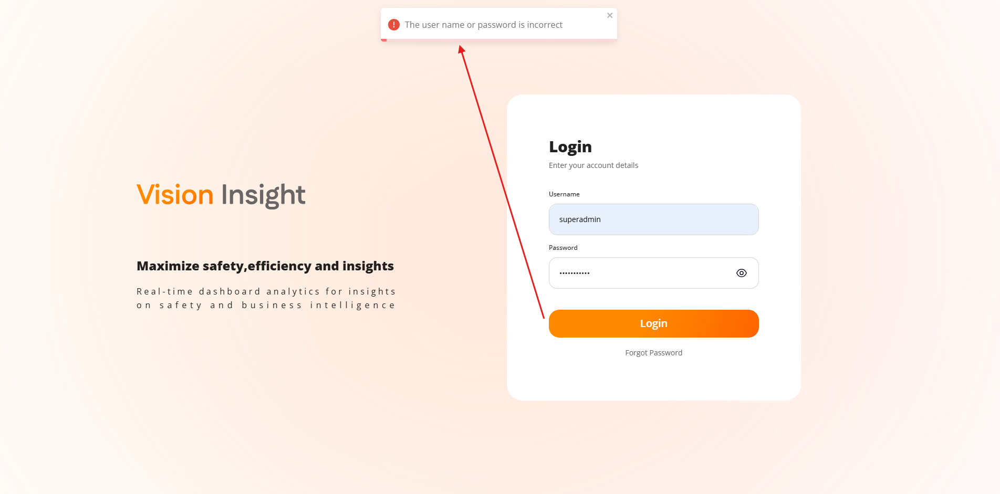 The user name or password is incorrect
Vision Insight
Maximize safety,efficiency and insights
Real-time dashboard analytics for insights
on safety and business intelligence
Login
Enter your account details
Username
superadmin
Password
•••••••••••
Login
Forgot Password